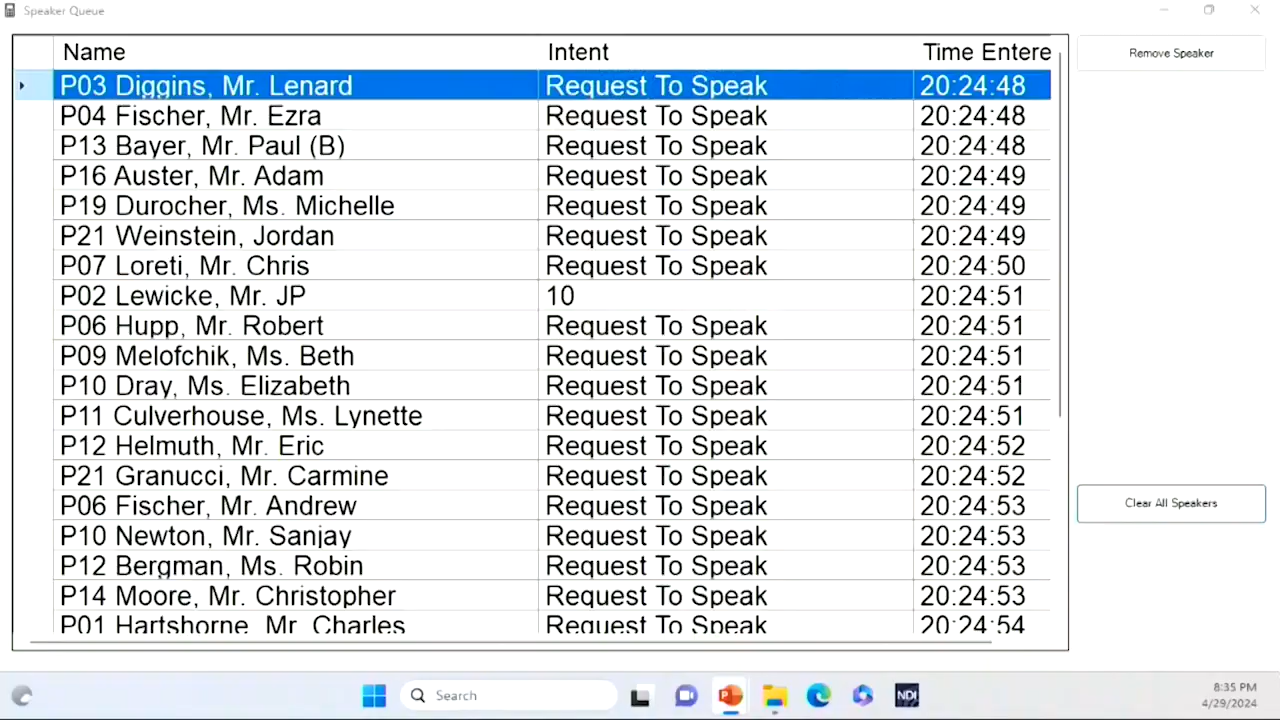 Speaker Queue
Name Intent Time Entere
Remove Speaker
P03 Diggins, Mr. Lenard Request To Speak 20:24:48
P04 Fischer, Mr. Ezra Request To Speak 20:24:48
P13 Bayer, Mr. Paul (B) Request To Speak 20:24:48
P16 Auster, Mr. Adam Request To Speak 20:24:49
P19 Durocher, Ms. Michelle Request To Speak 20:24:49
P21 Weinstein, Jordan Request To Speak 20:24:49
P07 Loreti, Mr. Chris Request To Speak 20:24:50
P02 Lewicke, Mr. JP 10 20:24:51
P06 Hupp, Mr. Robert Request To Speak 20:24:51
P09 Melofchik, Ms. Beth Request To Speak 20:24:51
P10 Dray, Ms. Elizabeth Request To Speak 20:24:51
P11 Culverhouse, Ms. Lynette Request To Speak 20:24:51
P12 Helmuth, Mr. Eric Request To Speak 20:24:52
P21 Granucci, Mr. Carmine Request To Speak 20:24:52
P06 Fischer, Mr. Andrew Request To Speak 20:24:53
Clear All Speakers
P10 Newton, Mr. Sanjay Request To Speak 20:24:53
P12 Bergman, Ms. Robin Request To Speak 20:24:53
P14 Moore, Mr. Christopher Request To Speak 20:24:53
P01 Hartshorne, Mr. Charles Request To Speak 20:24:54
Search
NDI
8:35 PM
4/29/2024